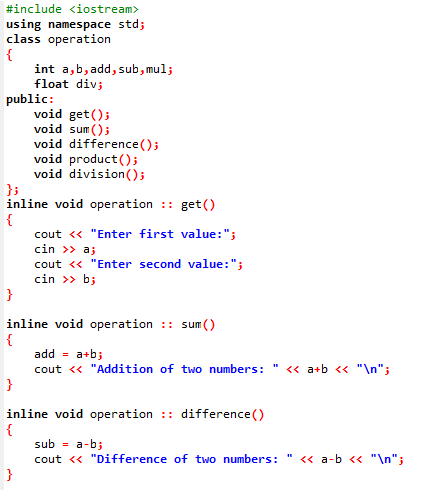 #include <iostream>
using namespace std;
class operation
{
    int a,b,add,sub,mul;
    float div;
public:
    void get();
    void sum();
    void difference();
    void product();
    void division();
};
inline void operation :: get()
{
    cout << "Enter first value:";
    cin >> a;
    cout << "Enter second value:";
    cin >> b;
}

inline void operation :: sum()
{
    add = a+b;
    cout << "Addition of two numbers: " << a+b << "\n";
}

inline void operation :: difference()
{
    sub = a-b;
    cout << "Difference of two numbers: " << a-b << "\n";
}